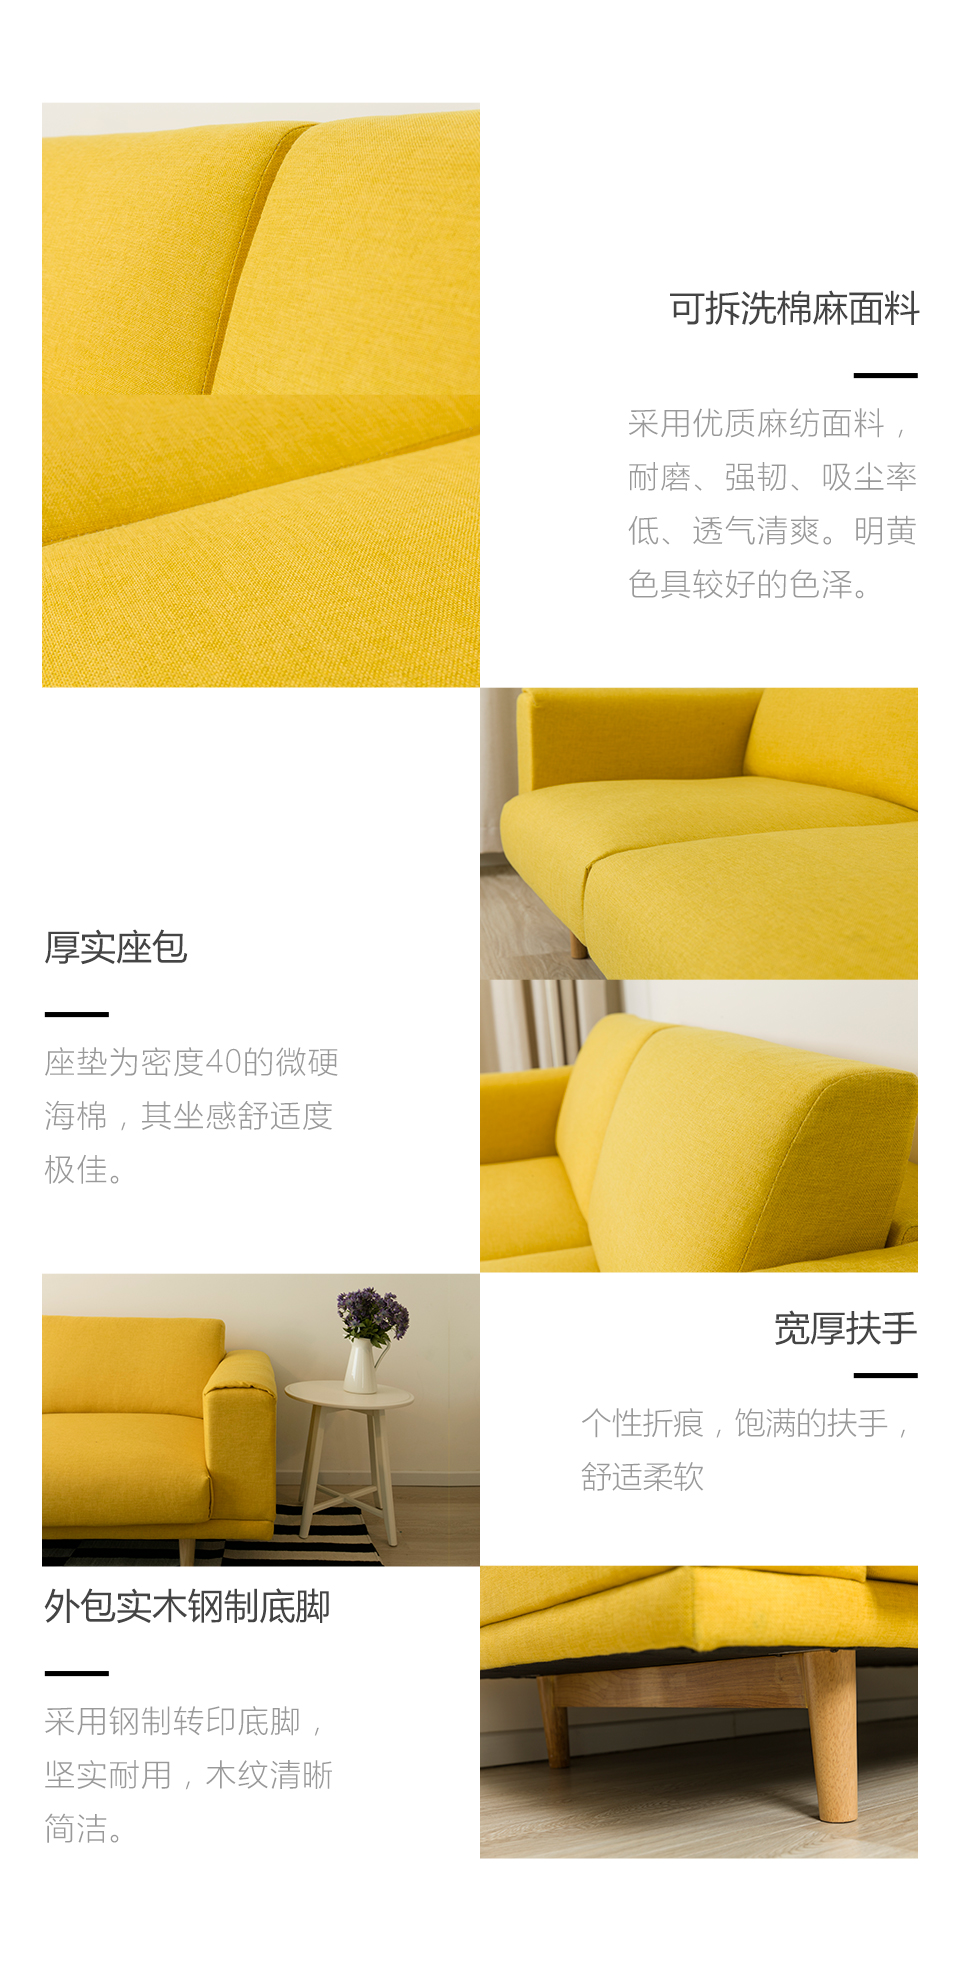 可拆洗棉麻面料
采用优质麻纺面料，
耐磨、强韧、吸尘率
低、透气清爽。明黄
色具较好的色泽。
厚实座包
座垫为密度40的微硬
海棉，其坐感舒适度
极佳。
宽厚扶手
个性折痕，饱满的扶手，
舒适柔软
外包实木钢制底脚
采用钢制转印底脚，
坚实耐用，木纹清晰
简洁。